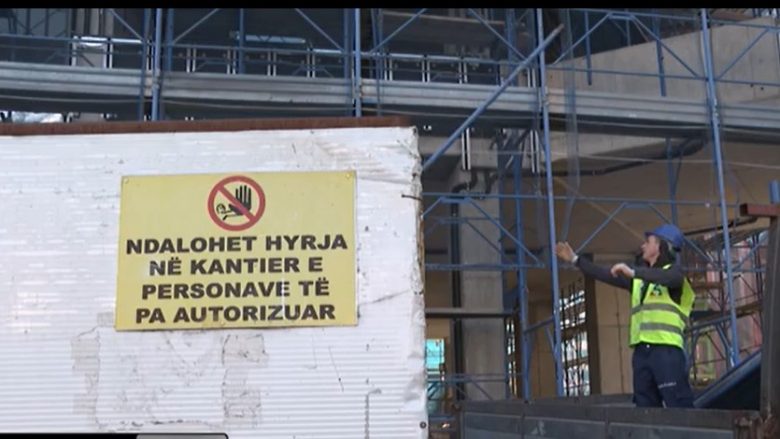 NDALOHET HYRJA
NË KANTIER E
PERSONAVE TË
PA AUTORIZUAR